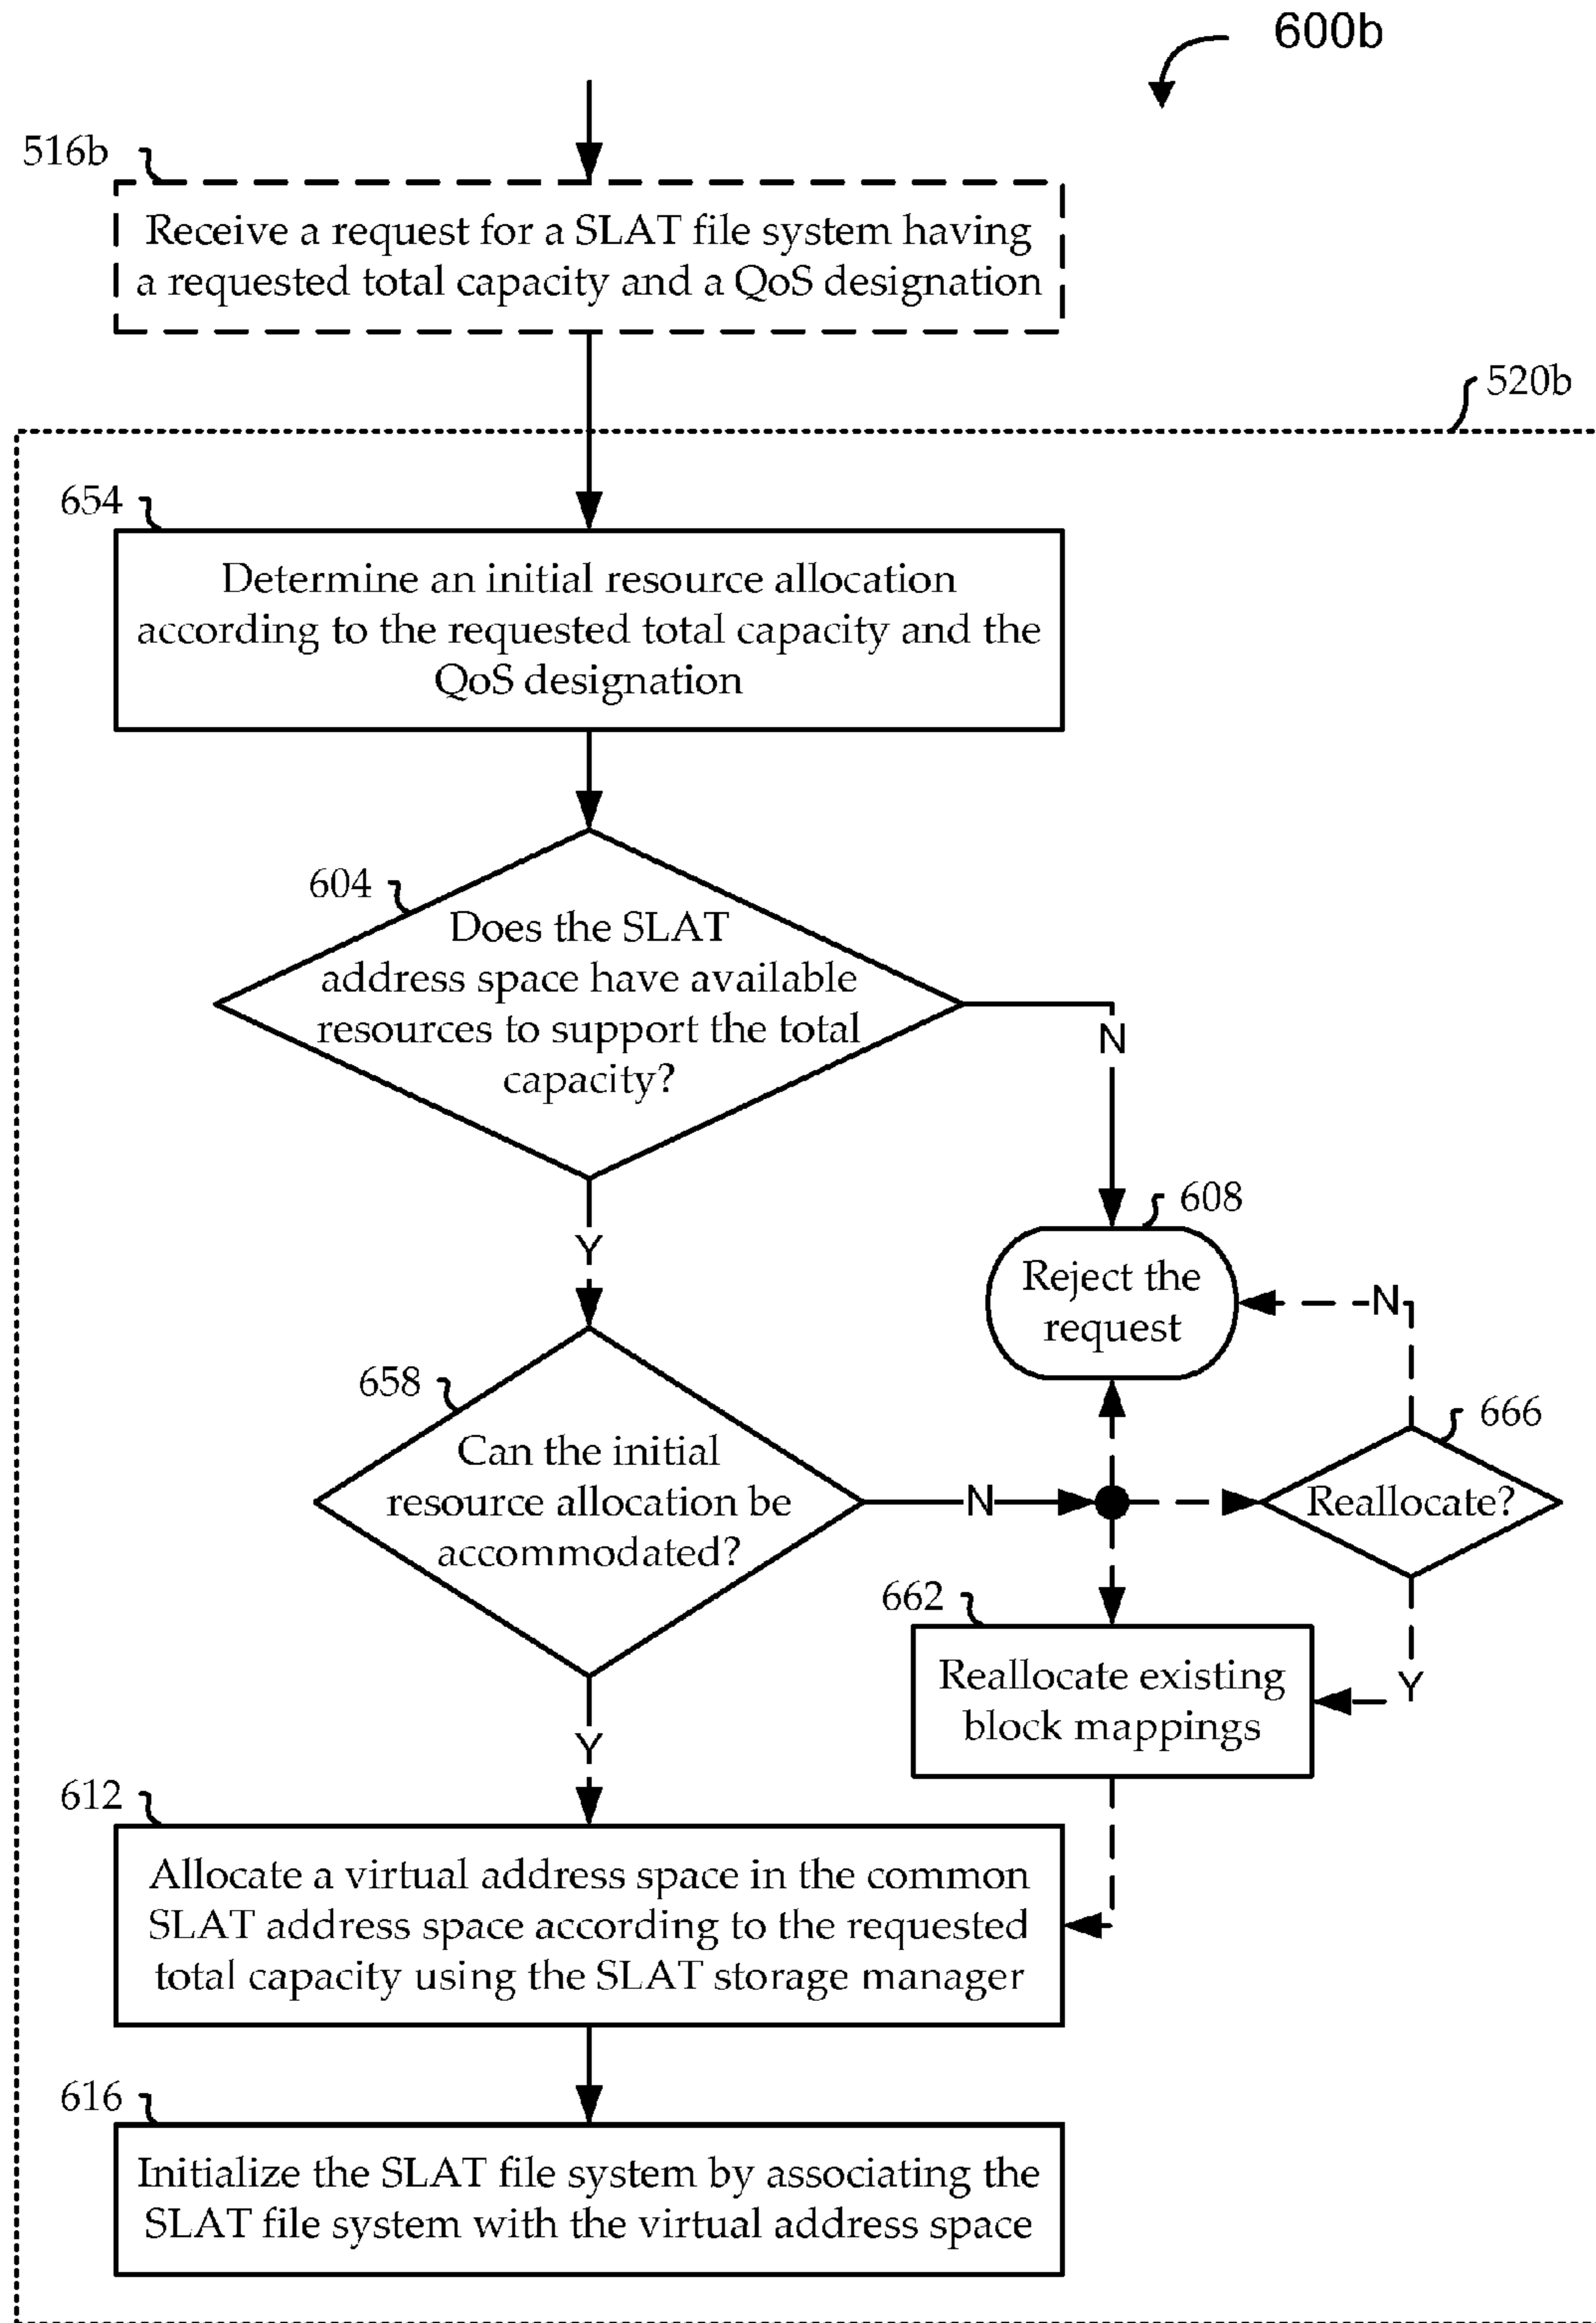 600b
516b
Receive a request for a SLAT file system having
a requested total capacity and a QoS designation
520b
654
Determine an initial resource allocation
according to the requested total capacity and the
QoS designation
604
Does the SLAT
address space have available
resources to support the total
capacity?
N
Y
608
Reject the
request
N
658
Can the initial
resource allocation be
accommodated?
N
666
Reallocate?
662
Reallocate existing
block mappings
Y
Y
612
Allocate a virtual address space in the common
SLAT address space according to the requested
total capacity using the SLAT storage manager
616
Initialize the SLAT file system by associating the
SLAT file system with the virtual address space